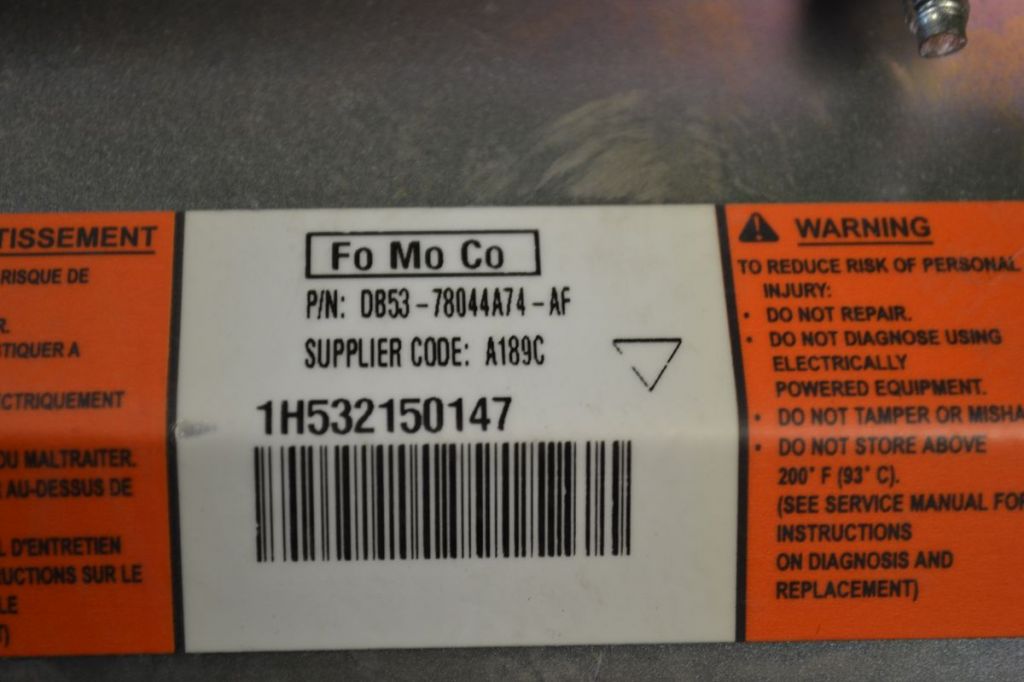 TISSEMENT
RISQUE DE
R.
TIQUER A
CTRIQUEMENT
OU MALTRAITER.
AU-DESSUS DE
L D'ENTRETIEN
UCTIONS SUR LE
LE
T)
Fo Mo Co
P/N: DB53-78044A74-AF
SUPPLIER CODE: A189C
1H532150147
WARNING
TO REDUCE RISK OF PERSONAL
INJURY:
• DO NOT REPAIR.
• DO NOT DIAGNOSE USING
ELECTRICALLY
POWERED EQUIPMENT.
• DO NOT TAMPER OR MISHA
• DO NOT STORE ABOVE
200° F (93° C).
(SEE SERVICE MANUAL FOR
INSTRUCTIONS
ON DIAGNOSIS AND
REPLACEMENT)